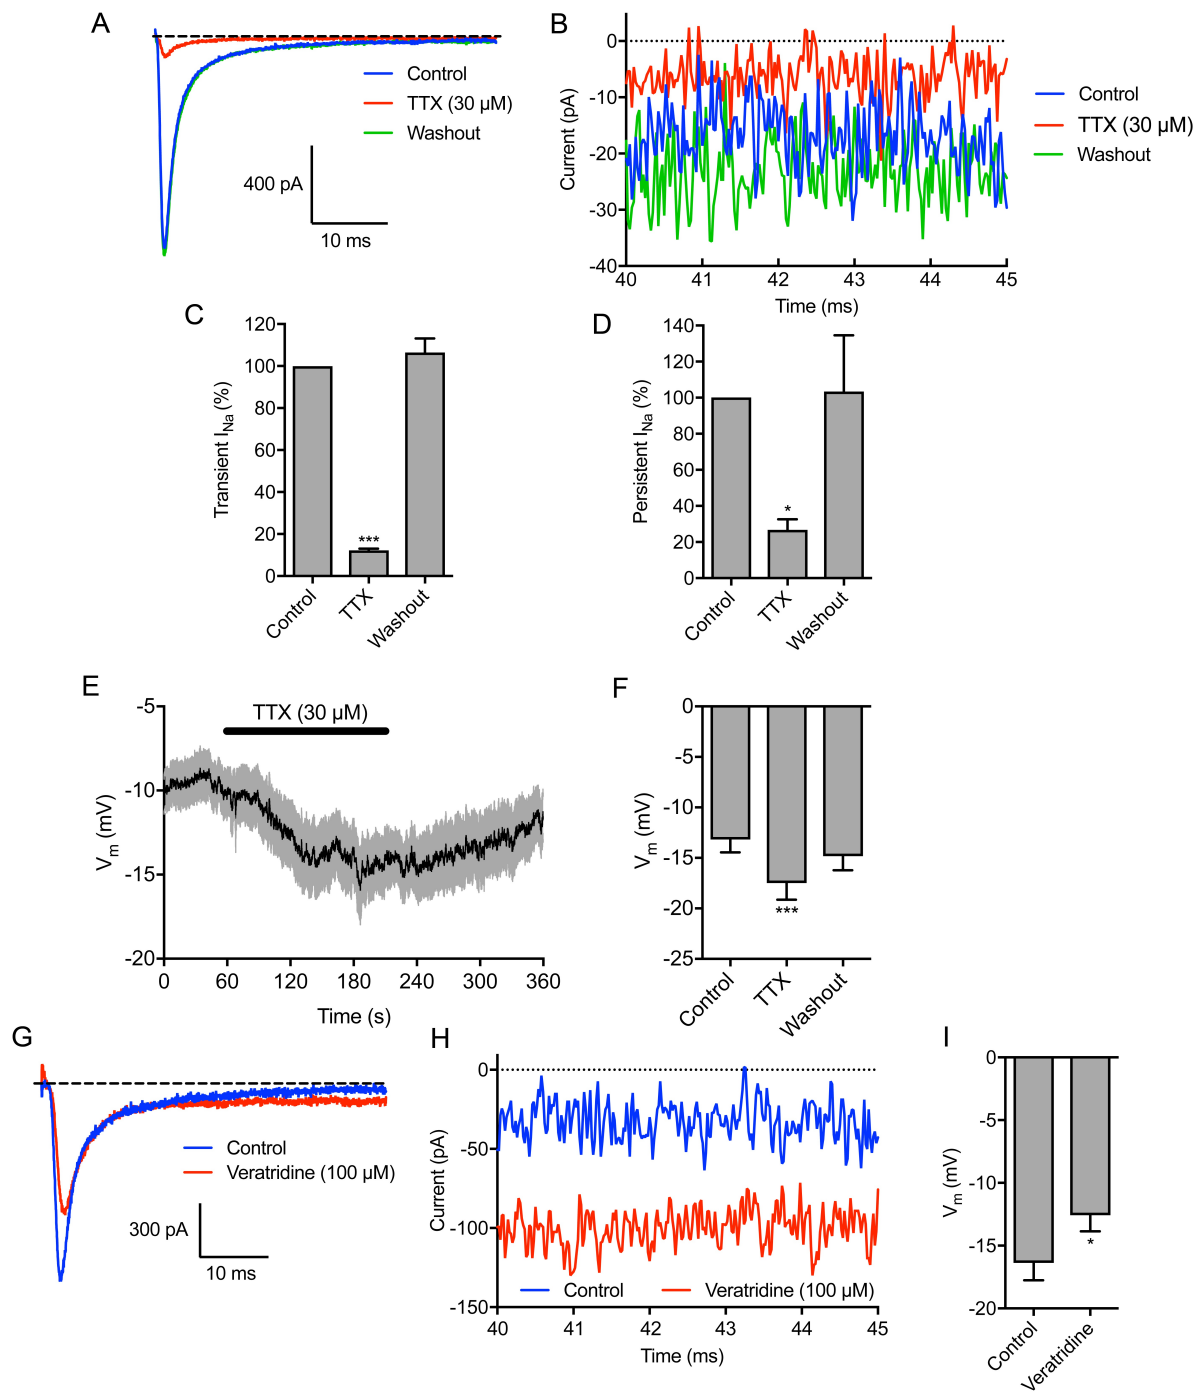 A
Control
TTX (30 µM)
Washout
400 pA
10 ms
B
Current (pA)
0
-10
-20
-30
-40
40
41
42
43
44
45
Time (ms)
Control
TTX (30 µM)
Washout
C
Transient INa (%)
120
100
80
60
40
20
0
***
Control
TTX
Washout
D
Persistent INa (%)
140
120
100
80
60
40
20
0
*
Control
TTX
Washout
E
Vm (mV)
-5
-10
-15
-20
TTX (30 µM)
0
60
120
180
240
300
360
Time (s)
F
Vm (mV)
0
-5
-10
-15
-20
-25
***
Control
TTX
Washout
G
Control
Veratridine (100 µM)
300 pA
10 ms
H
Current (pA)
0
-50
-100
-150
Control
Veratridine (100 µM)
40
41
42
43
44
45
Time (ms)
I
Vm (mV)
0
-5
-10
-15
-20
*
Control
Veratridine